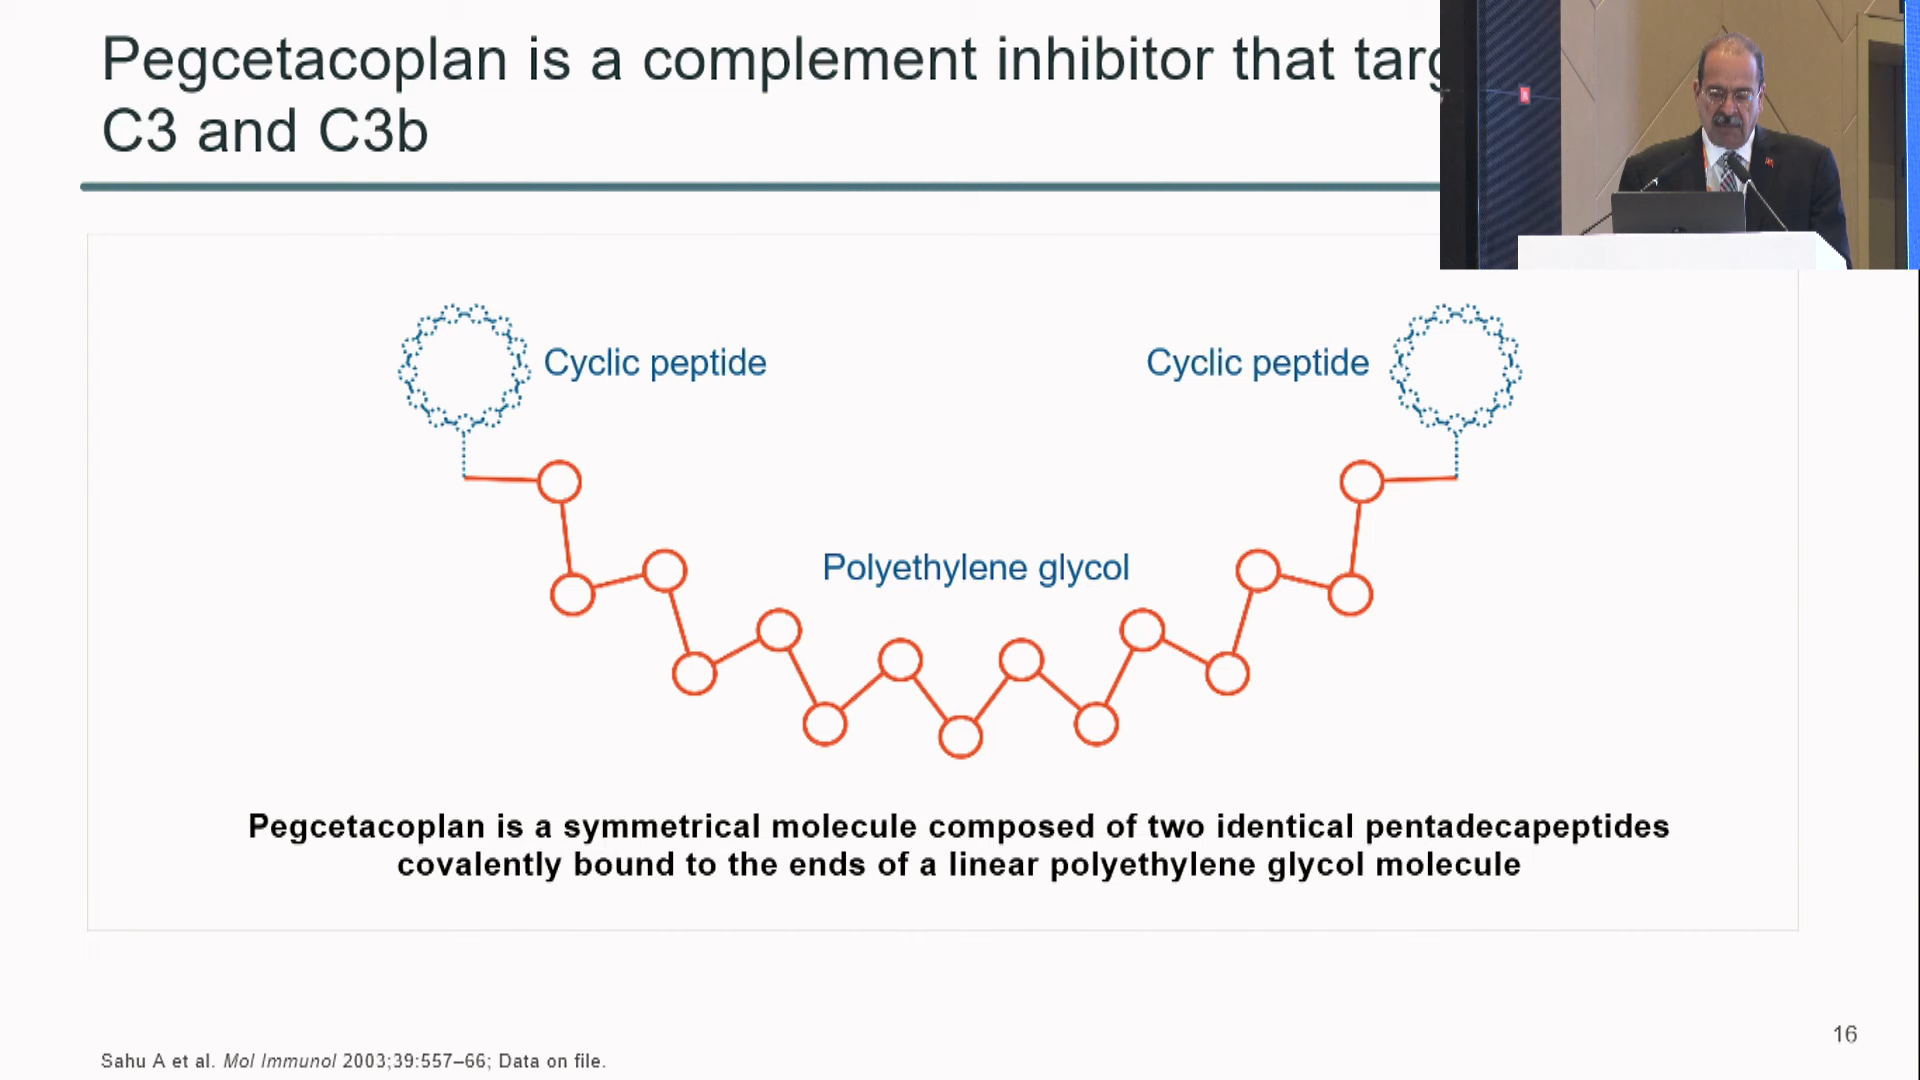 Pegcetacoplan is a complement inhibitor that
C3 and C3b
Cyclic peptide
Cyclic peptide
Polyethylene glycol
Pegcetacoplan is a symmetrical molecule composed of two identical pentadecapeptides
covalently bound to the ends of a linear polyethylene glycol molecule
16
Sahu A et al. Mol Immunol 2003;39:557–66; Data on file.